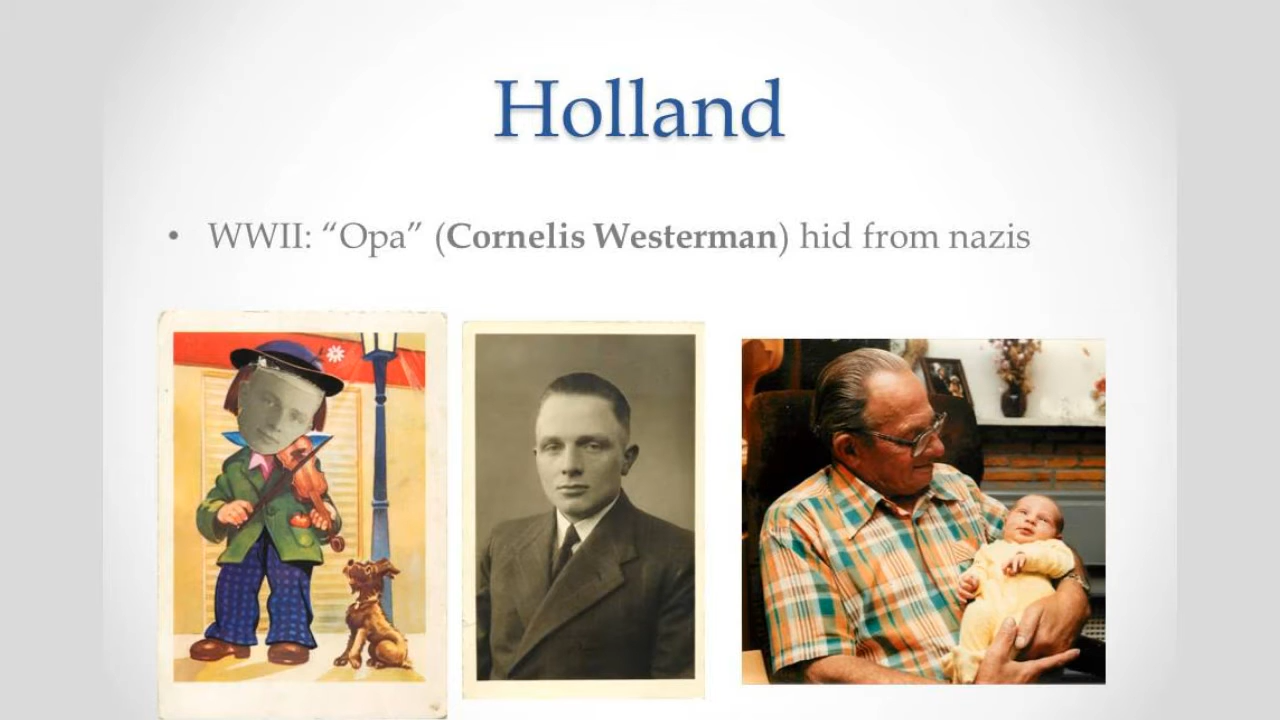 Holland
• WWII: “Opa” (Cornelis Westerman) hid from nazis